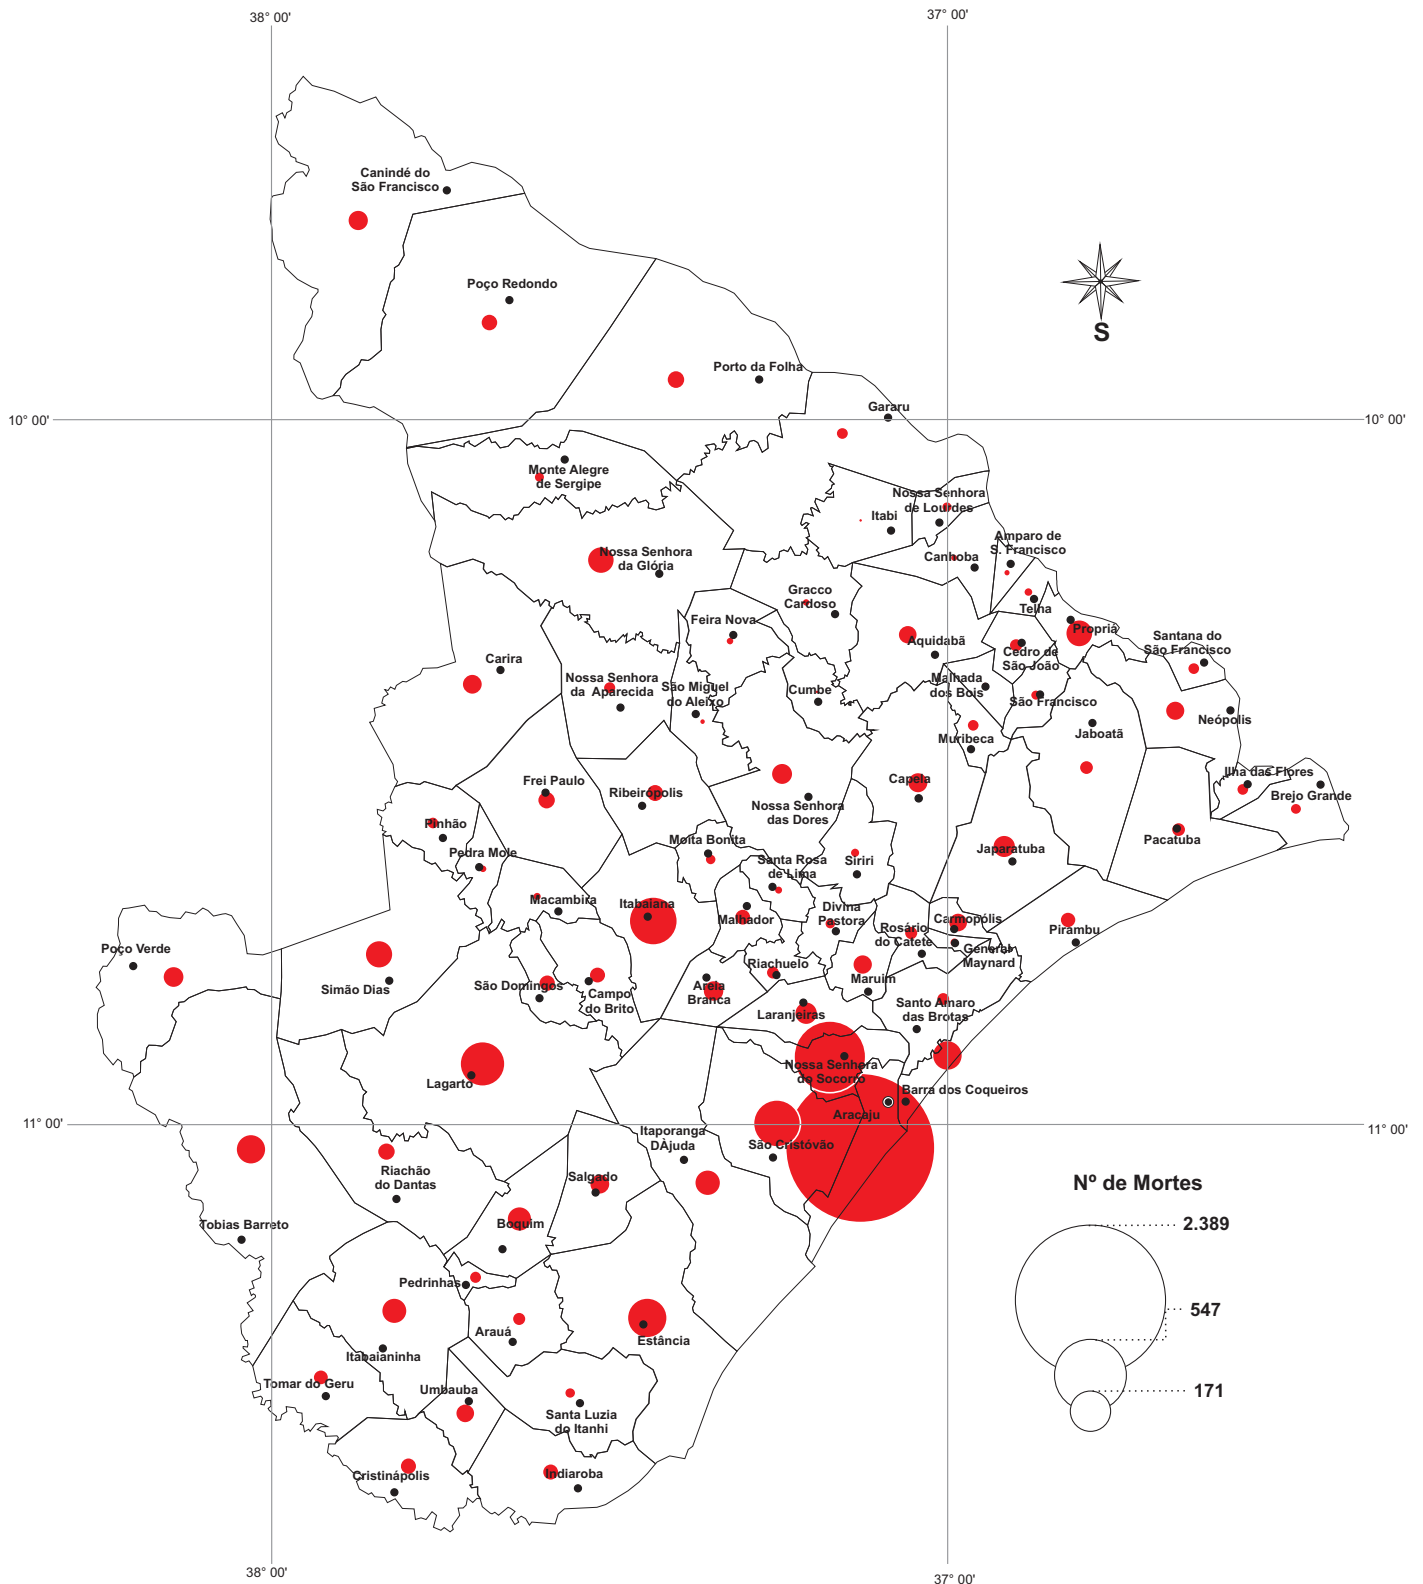 38° 00'
37° 00'
Canindé do
São Francisco
Poço Redondo
S
Porto da Folha
Gararu
10° 00'
10° 00'
Monte Alegre
de Sergipe
Nossa Senhora
de Lourdes
Itabi
Amparo de
S. Francisco
Canhoba
Nossa Senhora
da Glória
Gracco
Cardoso
Telha
Feira Nova
Propriá
Aquidabã
Santana do
São Francisco
Cedro de
São João
Carira
Nossa Senhora
da Aparecida
São Miguel
do Aleixo
Cumbe
Malhada
dos Bois
São Francisco
Neópolis
Jaboatã
Muribeca
Frei Paulo
Ribeirópolis
Capela
Ilha das Flores
Brejo Grande
Nossa Senhora
das Dores
Pinhão
Pedra Mole
Moita Bonita
Santa Rosa
de Lima
Siriri
Japaratuba
Pacatuba
Macambira
Itabaiana
Malhador
Divina
Pastora
Rosário
do Catete
Carmopólis
General
Maynard
Pirambu
Poço Verde
Simão Dias
São Domingos
Campo
do Brito
Areia
Branca
Riachuelo
Maruim
Laranjeiras
Santo Amaro
das Brotas
Nossa Senhora
do Socorro
Lagarto
Barra dos Coqueiros
Aracaju
11° 00'
11° 00'
Itaporanga
DÀjuda
São Cristóvão
Riachão
do Dantas
Salgado
Nº de Mortes
2.389
547
171
Tobias Barreto
Boquim
Pedrinhas
Arauá
Estância
Itabaianinha
Tomar do Geru
Umbauba
Santa Luzia
do Itanhi
Cristinápolis
Indiaroba
38° 00'
37° 00'